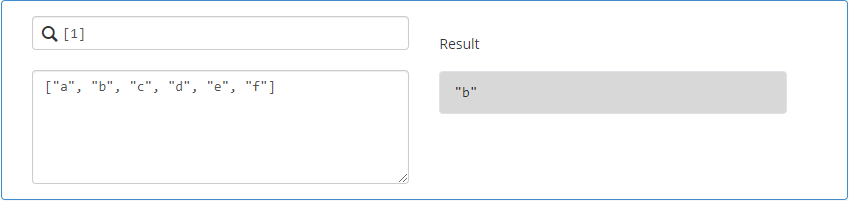 [1]
["a", "b", "c", "d", "e", "f"]
Result
"b"